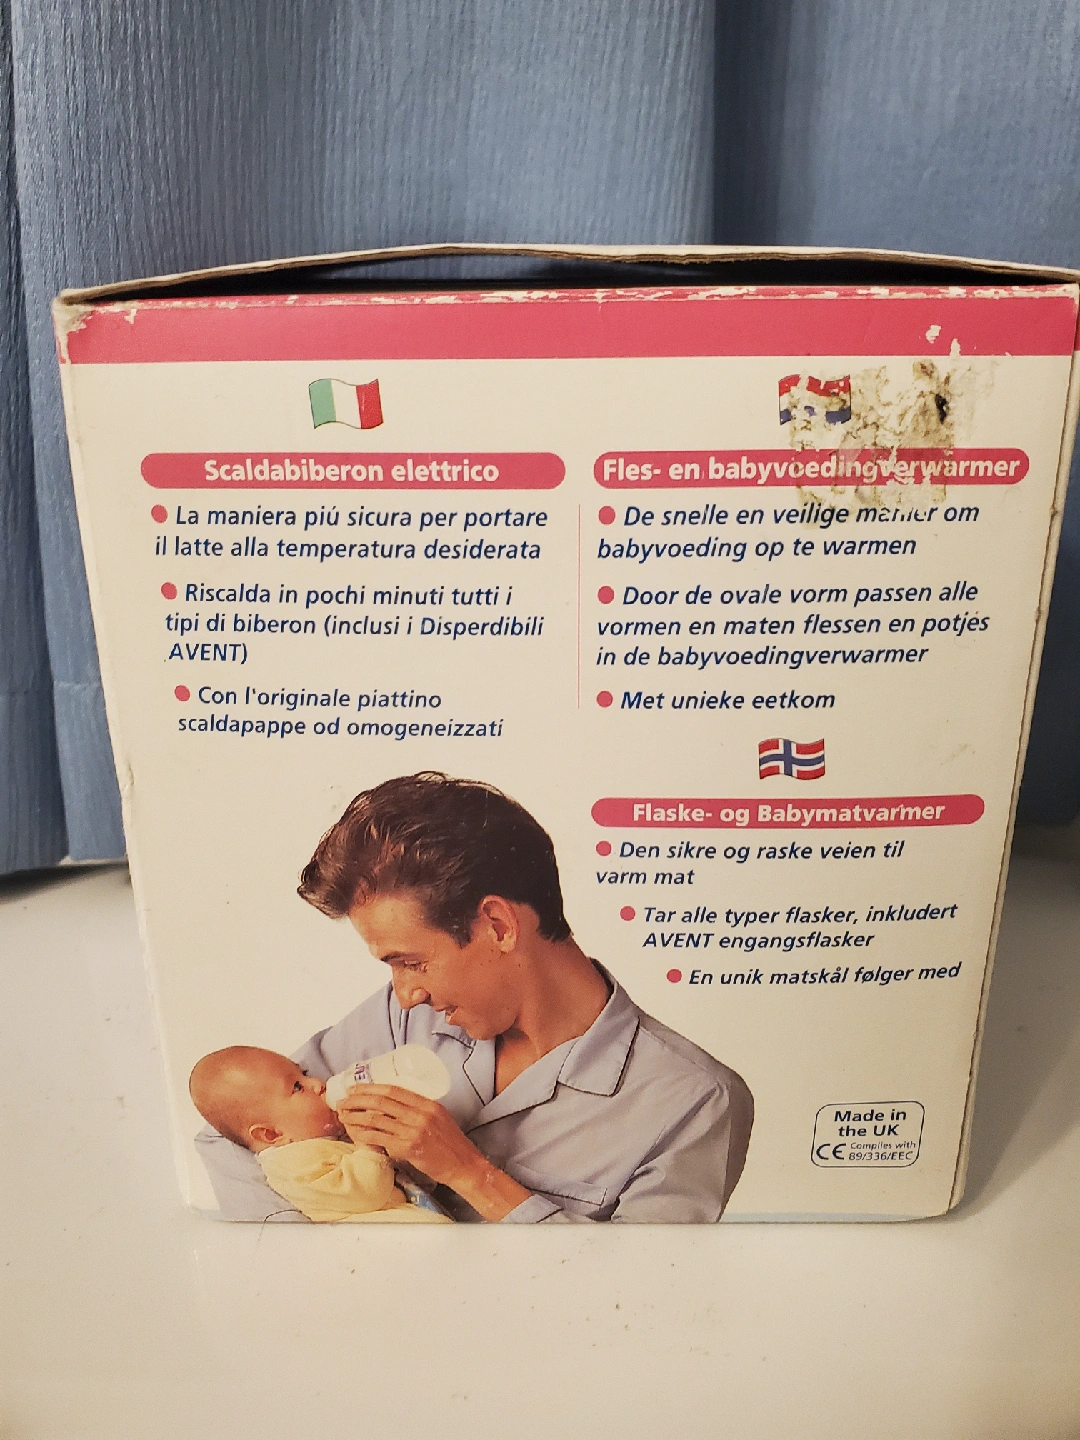 Scaldabiberon elettrico
● La maniera piú sicura per portare
il latte alla temperatura desiderata
● Riscalda in pochi minuti tutti i
tipi di biberon (inclusi i Disperdibili
AVENT)
● Con l'originale piattino
scaldapappe od omogeneizzati
Fles- en babyvoedingverwarmer
● De snelle en veilige manier om
babyvoeding op te warmen
● Door de ovale vorm passen alle
vormen en maten flessen en potjes
in de babyvoedingverwarmer
● Met unieke eetkom
Flaske- og Babymatvarmer
● Den sikre og raske veien til
varm mat
● Tar alle typer flasker, inkludert
AVENT engangsflasker
● En unik matskål følger med
Made in
the UK
CE Complies with
89/336/EEC